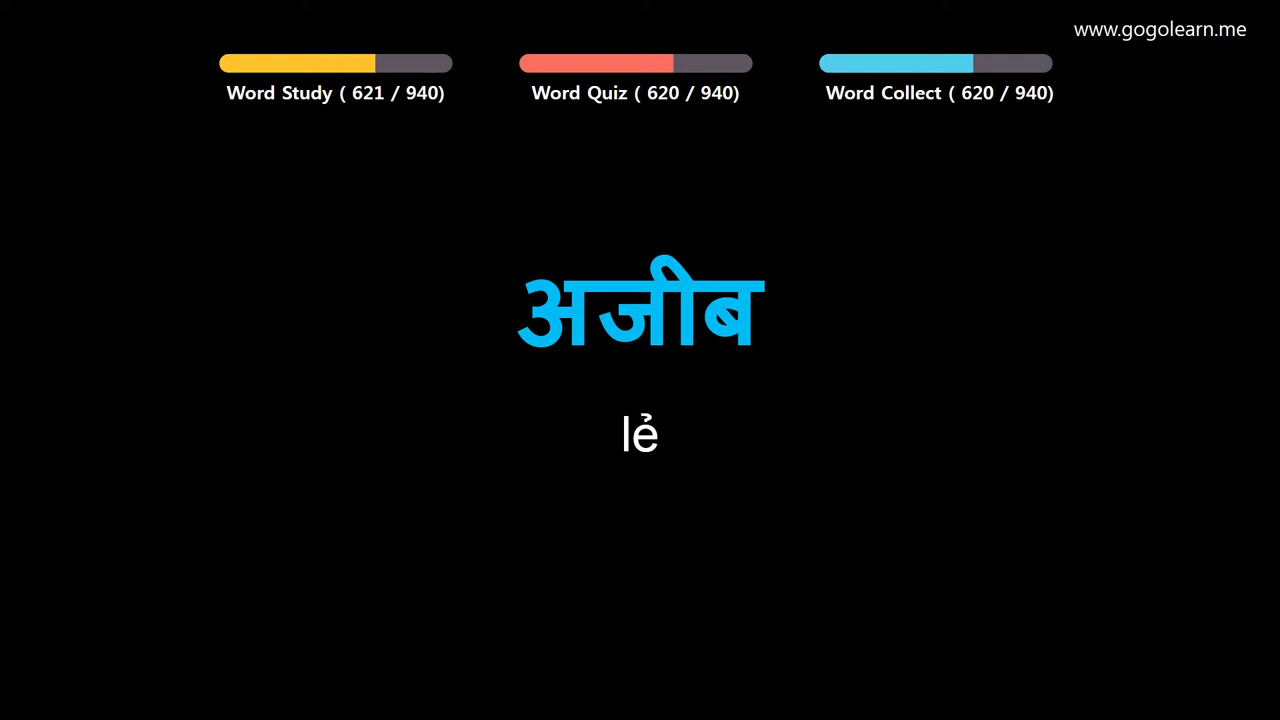 www.gogolearn.me
Word Study ( 621 / 940)
Word Quiz ( 620 / 940)
Word Collect ( 620 / 940)
अजीब
lẻ